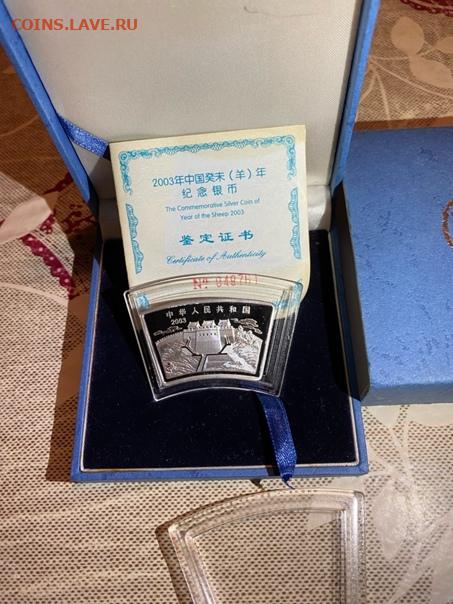 COINS.LAVE.RU
2003年中国癸未（羊）年
纪念银币
The Commemorative Silver Coin of
Year of the Sheep 2003
鉴定证书
Certificate of Authenticity
№
中华人民共和国
2003